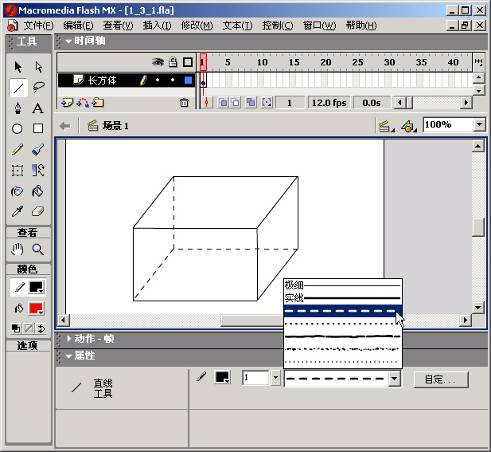 Macromedia Flash MX - [1_3_1.fla]
文件(F) 编辑(E) 查看(V) 插入(I) 修改(M) 文本(T) 控制(C) 窗口(W) 帮助(H)
工具
时间轴
1 5 10 15 20 25 30 35 40
长方体
1 12.0 fps 0.0s
场景 1
100%
A
查看
颜色
选项
极细
实线
动作 - 帧
属性
直线
工具
1
自定...